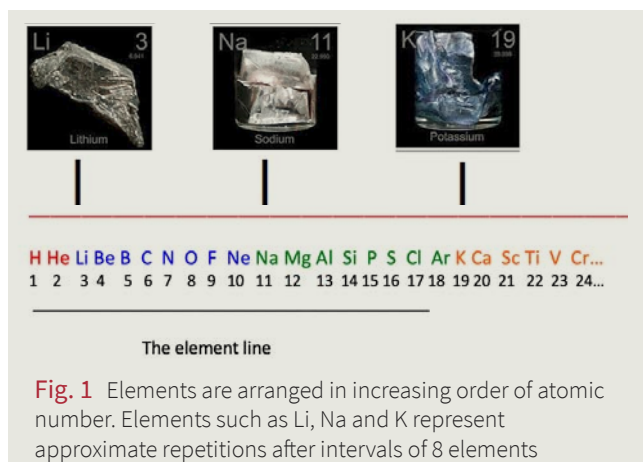 Li 3
Lithium
Na 11
Sodium
K 19
Potassium
H He Li Be B C N O F Ne Na Mg Al Si P S Cl Ar K Ca Sc Ti V Cr...
1 2 3 4 5 6 7 8 9 10 11 12 13 14 15 16 17 18 19 20 21 22 23 24...
The element line
Fig. 1 Elements are arranged in increasing order of atomic
number. Elements such as Li, Na and K represent
approximate repetitions after intervals of 8 elements